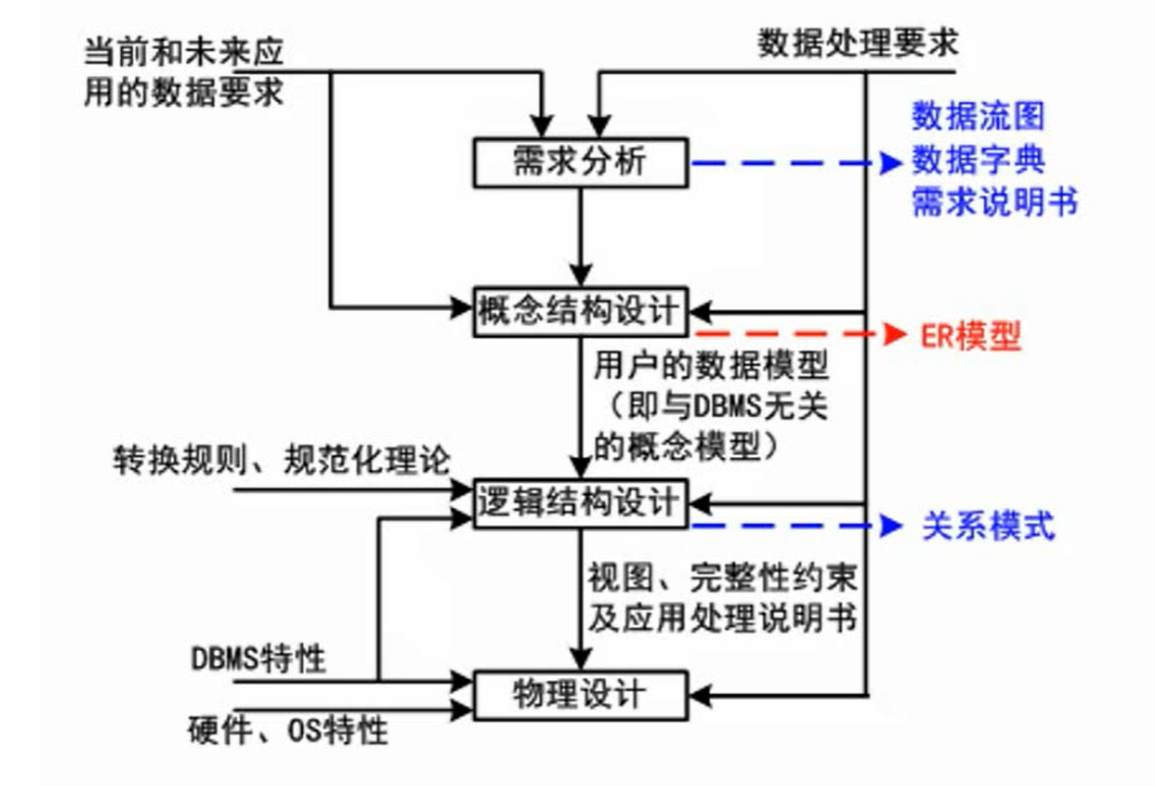 当前和未来应
用的数据要求
数据处理要求
数据流图
需求分析
数据字典
需求说明书
概念结构设计
ER模型
用户的数据模型
（即与DBMS无关
的概念模型）
转换规则、规范化理论
逻辑结构设计
关系模式
视图、完整性约束
及应用处理说明书
DBMS特性
物理设计
硬件、OS特性